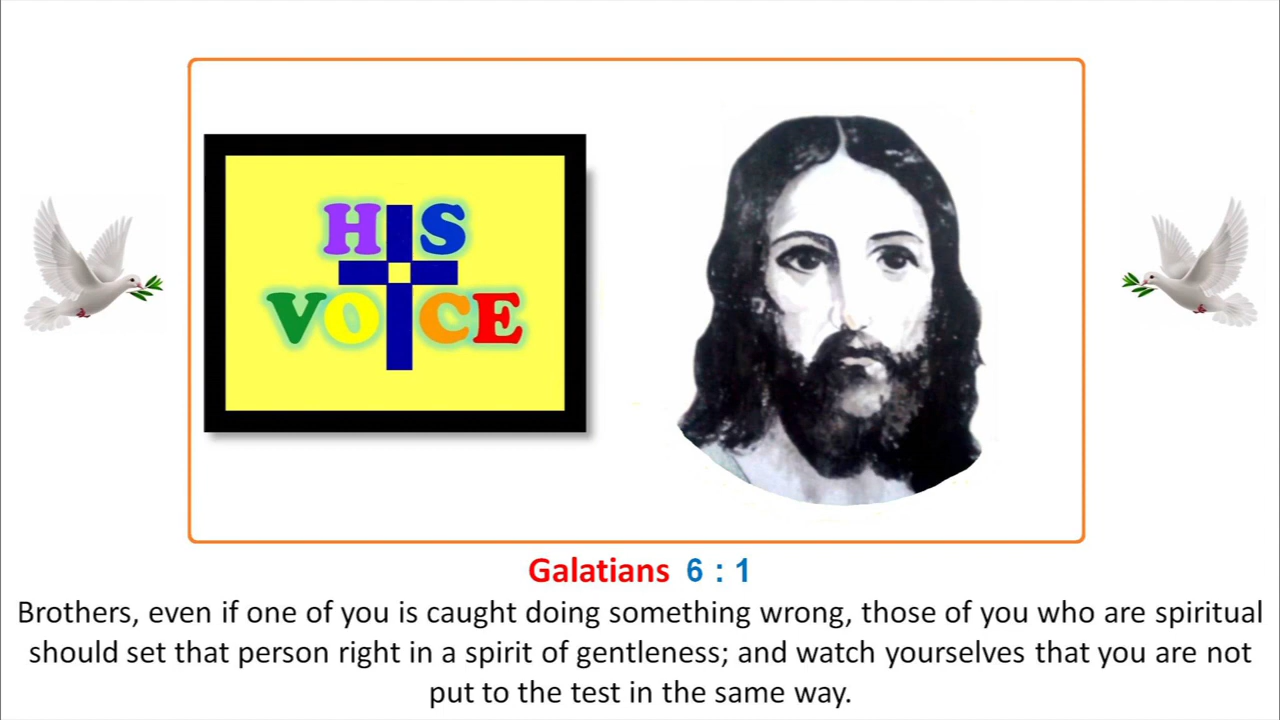 HIS
VOICE
Galatians 6 : 1
Brothers, even if one of you is caught doing something wrong, those of you who are spiritual
should set that person right in a spirit of gentleness; and watch yourselves that you are not
put to the test in the same way.